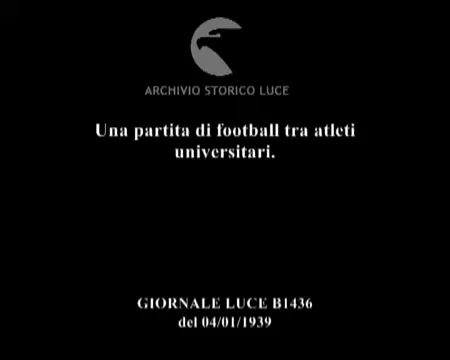 ARCHIVIO STORICO LUCE
Una partita di football tra atleti
universitari.
GIORNALE LUCE B1436
del 04/01/1939